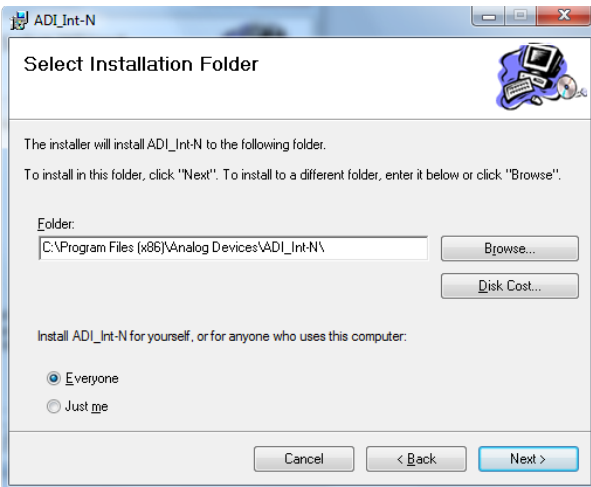 ADI_Int-N
Select Installation Folder
The installer will install ADI_Int-N to the following folder.
To install in this folder, click "Next". To install to a different folder, enter it below or click "Browse".
Folder:
C:\Program Files (x86)\Analog Devices\ADI_Int-N\
Browse...
Disk Cost...
Install ADI_Int-N for yourself, or for anyone who uses this computer:
Everyone
Just me
Cancel
< Back
Next >